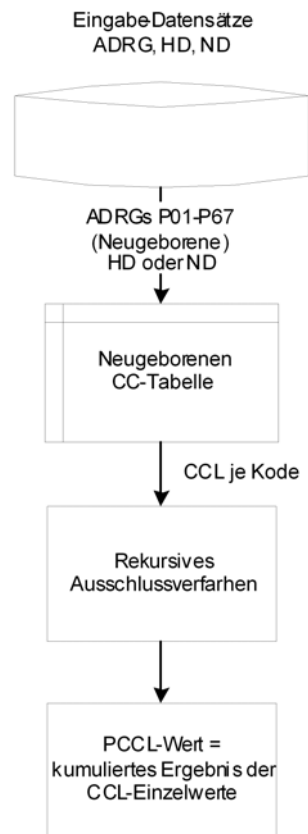 Eingabe-Datensätze
ADRG, HD, ND
ADRGs P01-P67
(Neugeborene)
HD oder ND
Neugeborenen
CC-Tabelle
CCL je Kode
Rekursives
Ausschlussverfarhen
PCCL-Wert =
kumuliertes Ergebnis der
CCL-Einzelwerte